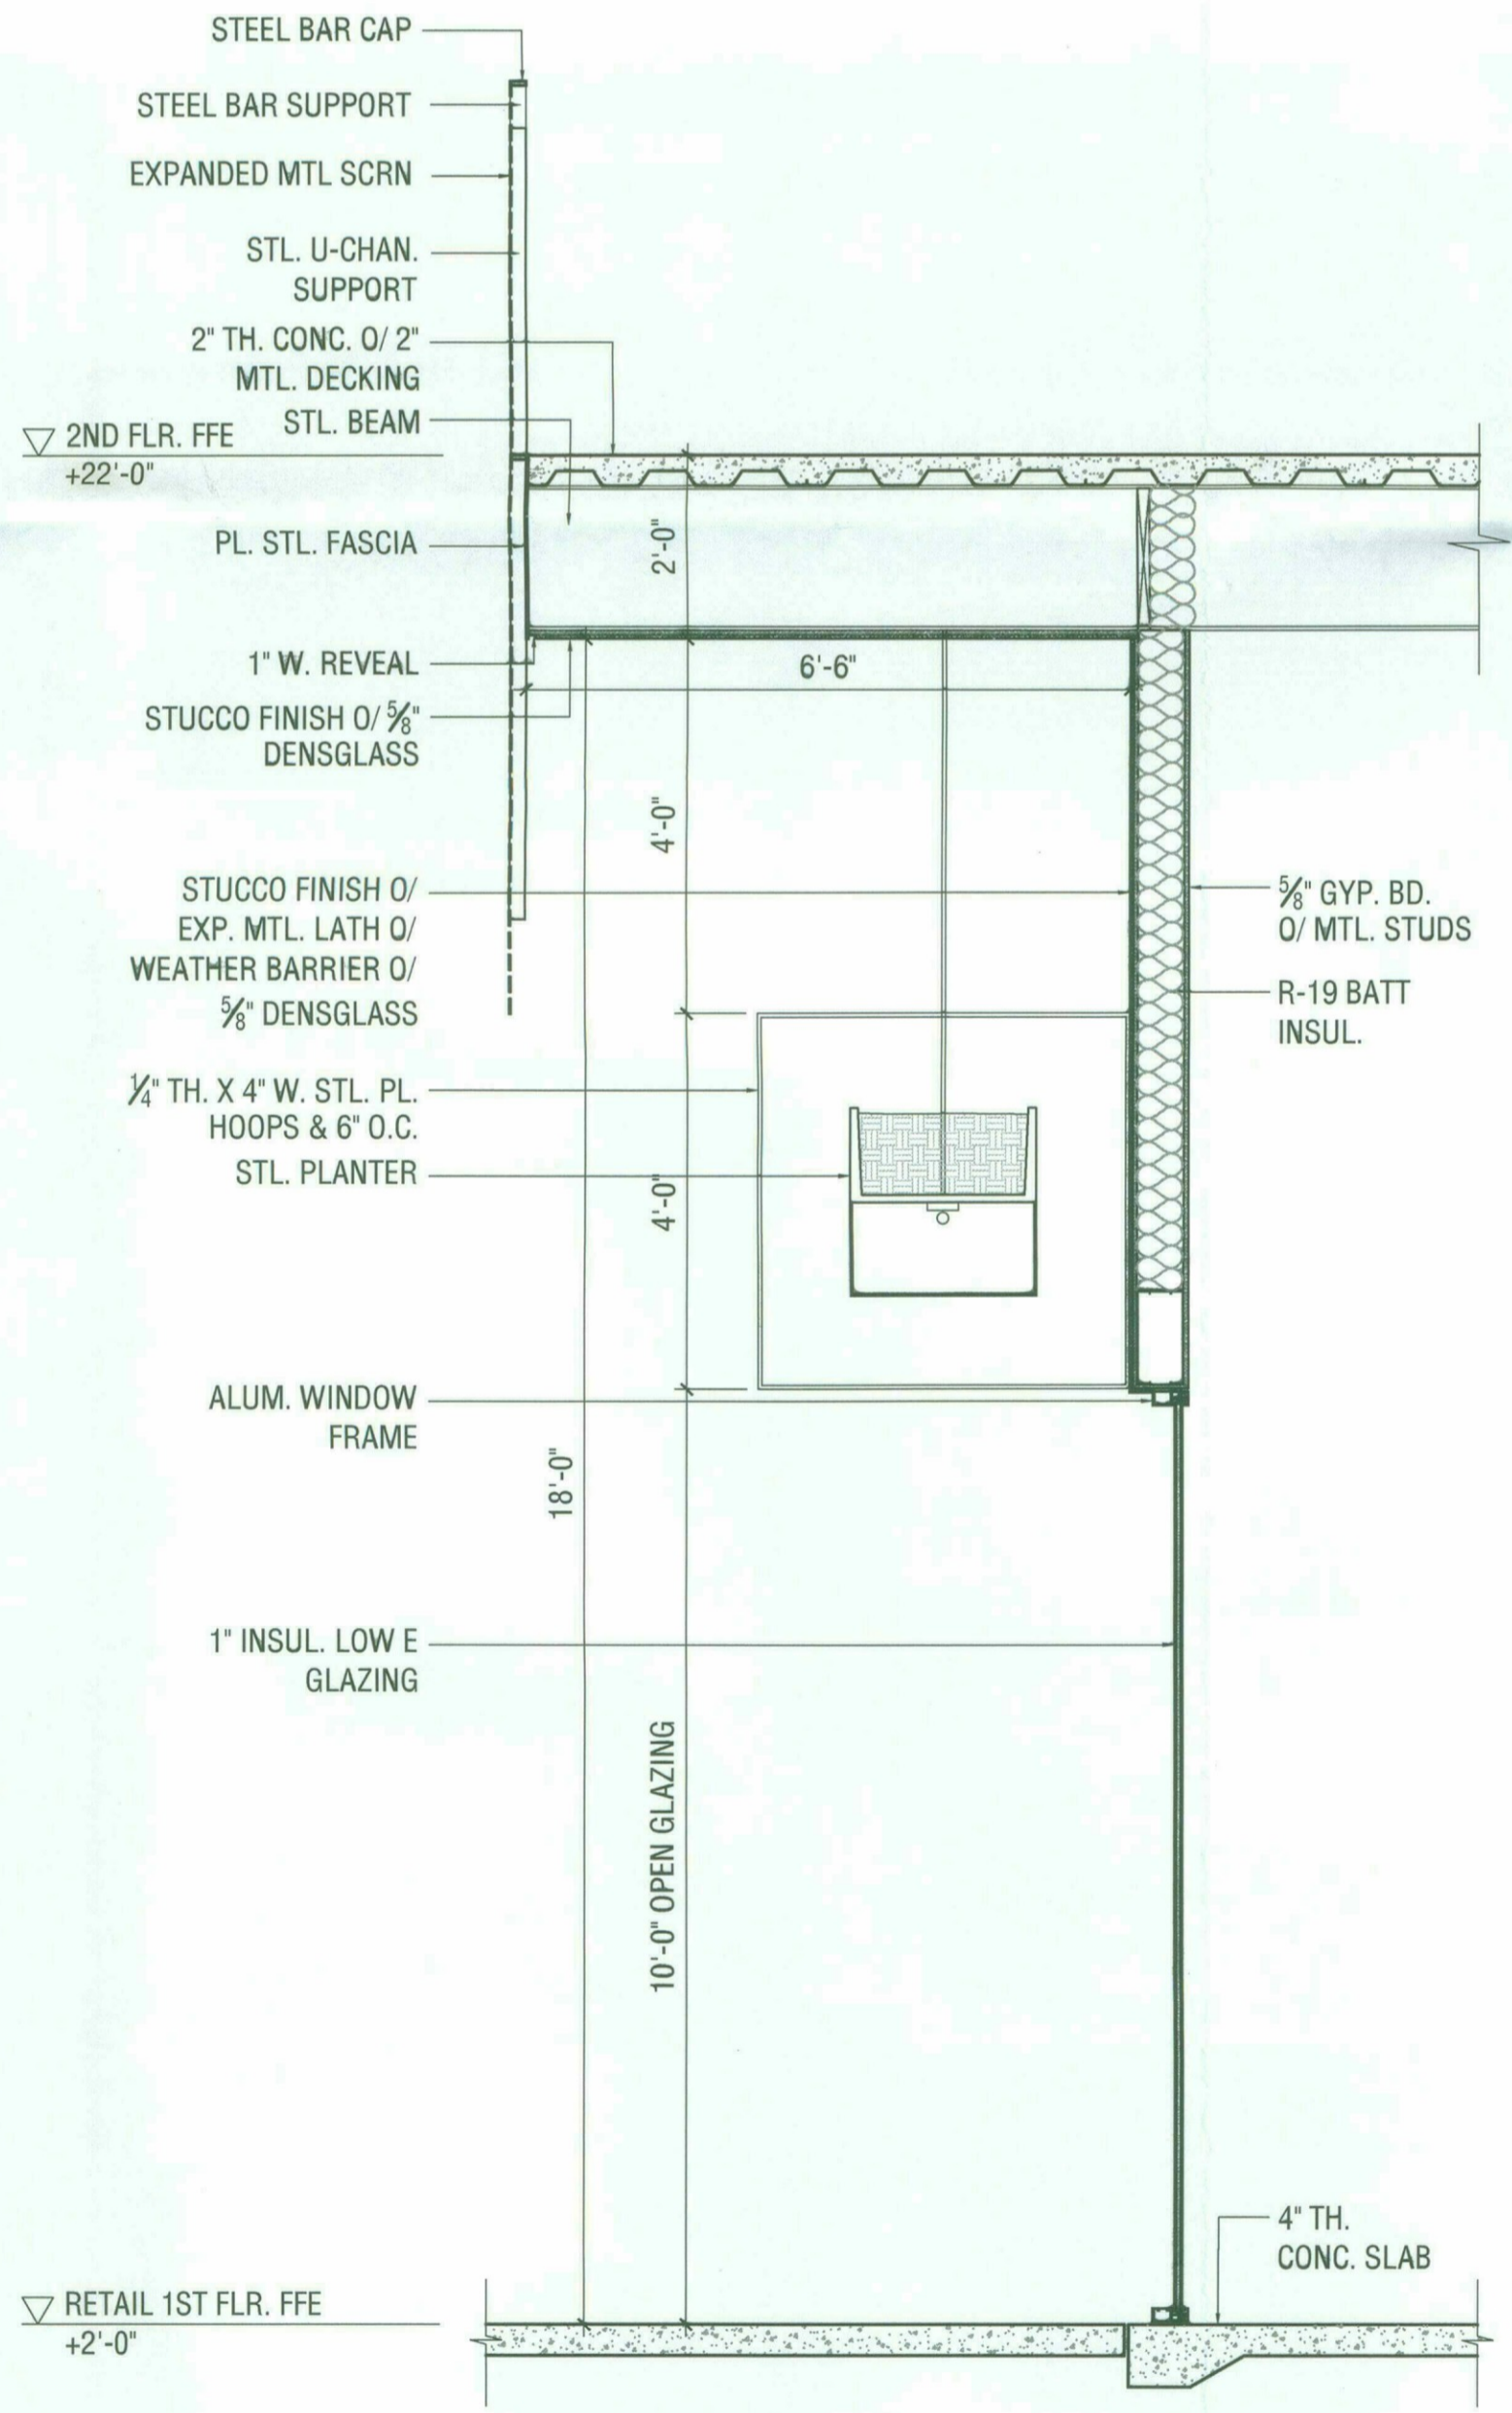 STEEL BAR CAP
STEEL BAR SUPPORT
EXPANDED MTL SCRN
STL. U-CHAN.
SUPPORT
2" TH. CONC. O/ 2"
MTL. DECKING
STL. BEAM
2ND FLR. FFE
+22'-0"
PL. STL. FASCIA
2'-0"
1" W. REVEAL
6'-6"
STUCCO FINISH O/ 5/8"
DENSGLASS
4'-0"
STUCCO FINISH O/
EXP. MTL. LATH O/
WEATHER BARRIER O/
5/8" DENSGLASS
5/8" GYP. BD.
O/ MTL. STUDS
R-19 BATT
INSUL.
1/4" TH. X 4" W. STL. PL.
HOOPS & 6" O.C.
STL. PLANTER
4'-0"
ALUM. WINDOW
FRAME
18'-0"
1" INSUL. LOW E
GLAZING
10'-0" OPEN GLAZING
4" TH.
CONC. SLAB
RETAIL 1ST FLR. FFE
+2'-0"